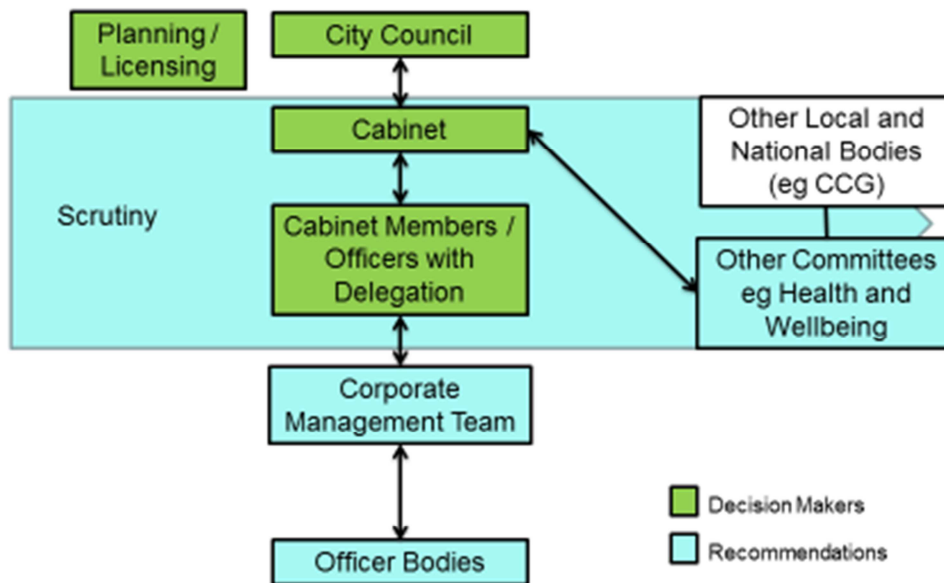 Planning /
Licensing
City Council
Cabinet
Other Local and
National Bodies
(eg CCG)
Scrutiny
Cabinet Members /
Officers with
Delegation
Other Committees
eg Health and
Wellbeing
Corporate
Management Team
Decision Makers
Recommendations
Officer Bodies